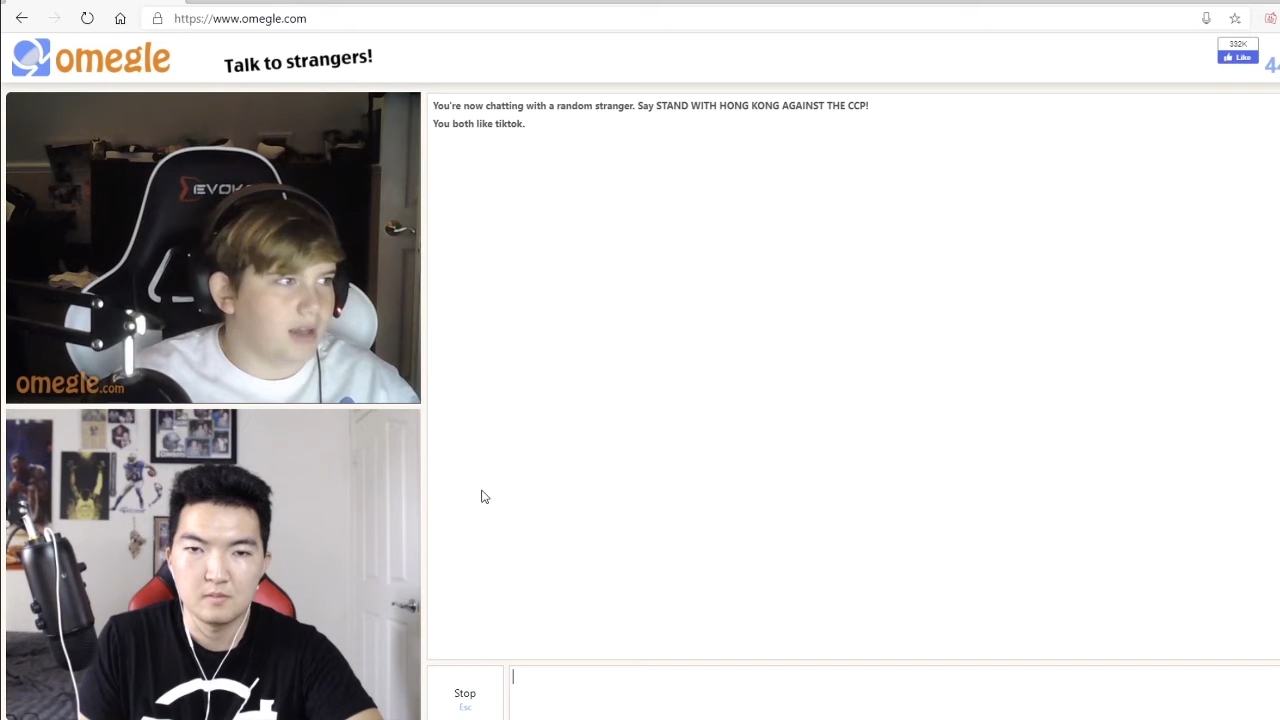 https://www.omegle.com
omegle
Talk to strangers!
332K
Like
44
You're now chatting with a random stranger. Say STAND WITH HONG KONG AGAINST THE CCP!
You both like tiktok.
EVOK
omegle.com
Stop
Esc